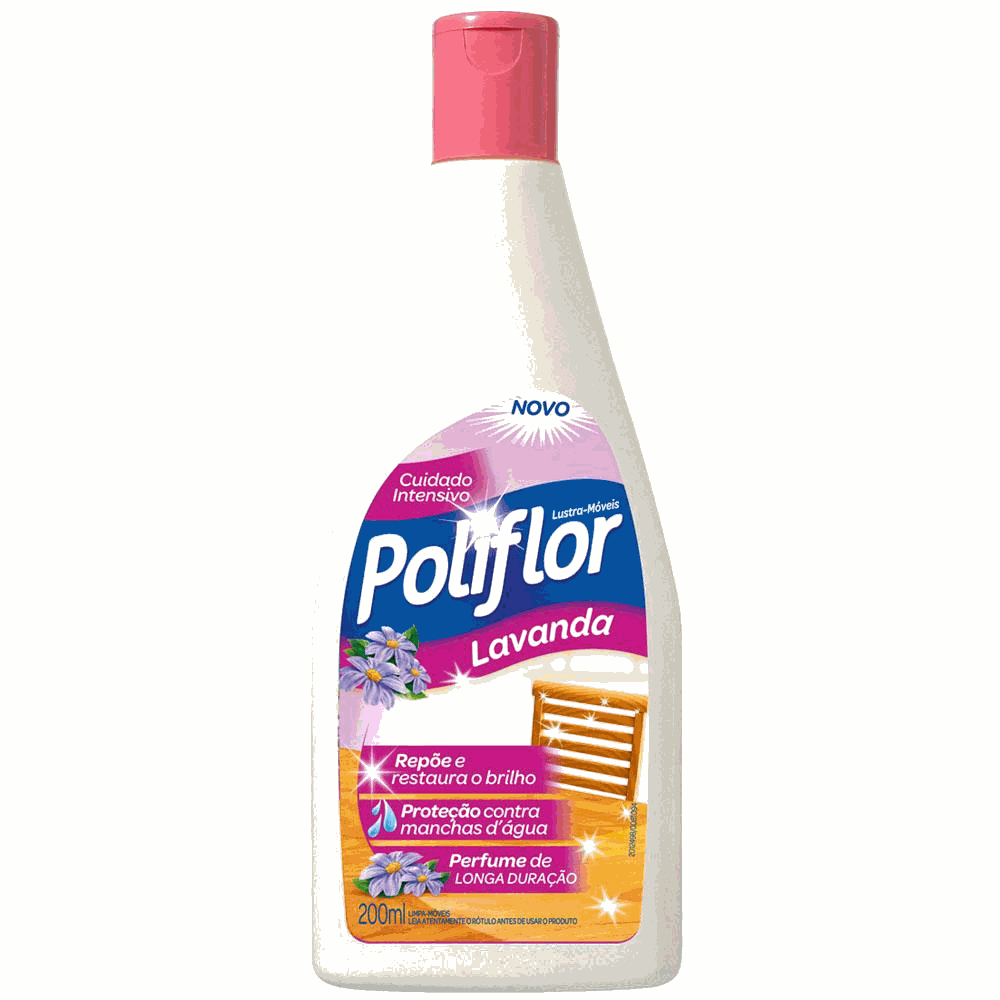 NOVO
Cuidado
Intensivo
Lustra-Móveis
Poliflor
Lavanda
Repõe e
restaura o brilho
Proteção contra
manchas d'água
Perfume de
LONGA DURAÇÃO
200ml
LIMPA-MÓVEIS
LEIA ATENTAMENTE O RÓTULO ANTES DE USAR O PRODUTO